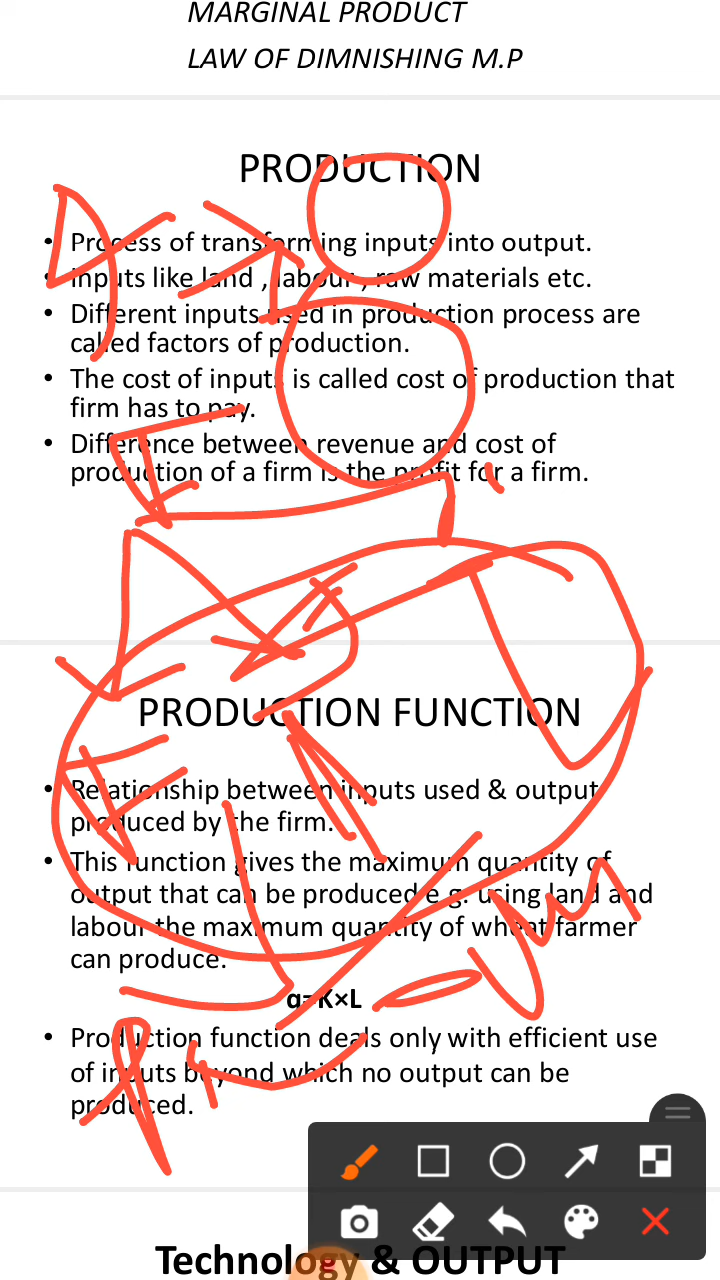 MARGINAL PRODUCT
LAW OF DIMNISHING M.P
PRODUCTION
• Process of transforming inputs into output.
• Inputs like land , labour , raw materials etc.
• Different inputs used in production process are
called factors of production.
• The cost of inputs is called cost of production that
firm has to pay.
• Difference between revenue and cost of
production of a firm is the profit for a firm.
PRODUCTION FUNCTION
• Relationship between inputs used & output
produced by the firm.
• This function gives the maximum quantity of
output that can be produced e.g. using land and
labour the maximum quantity of wheat farmer
can produce.
q=K×L
• Production function deals only with efficient use
of inputs beyond which no output can be
produced.
Technology & OUTPUT